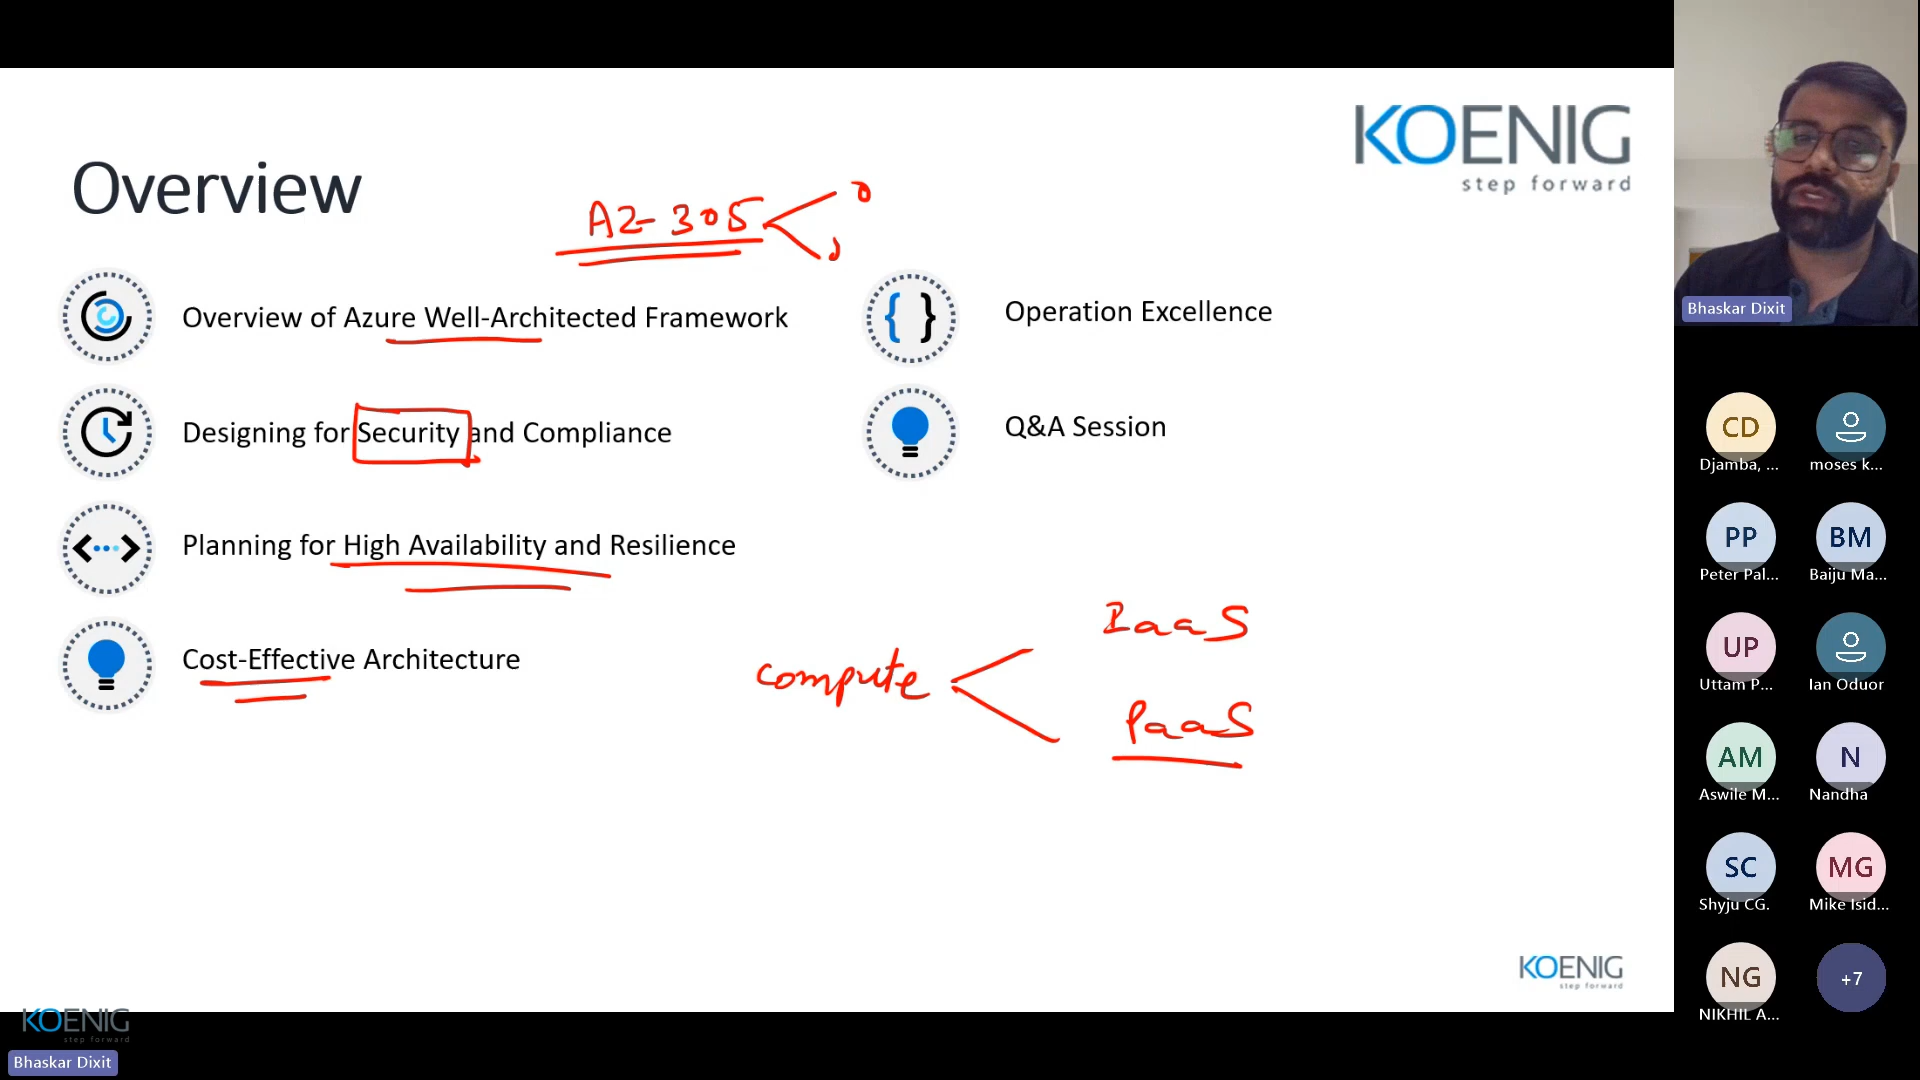 KOENIG
step forward
Overview
AZ-305
Overview of Azure Well-Architected Framework
Designing for Security and Compliance
Planning for High Availability and Resilience
Cost-Effective Architecture
Operation Excellence
Q&A Session
compute
IaaS
PaaS
KOENIG
step forward
KOENIG
step forward
Bhaskar Dixit
Bhaskar Dixit
CD
Djamba, ...
moses k...
PP
Peter Pal...
BM
Baiju Ma...
UP
Uttam P...
Ian Oduor
AM
Aswile M...
N
Nandha
SC
Shyju CG.
MG
Mike Isid...
NG
NIKHIL A...
+7